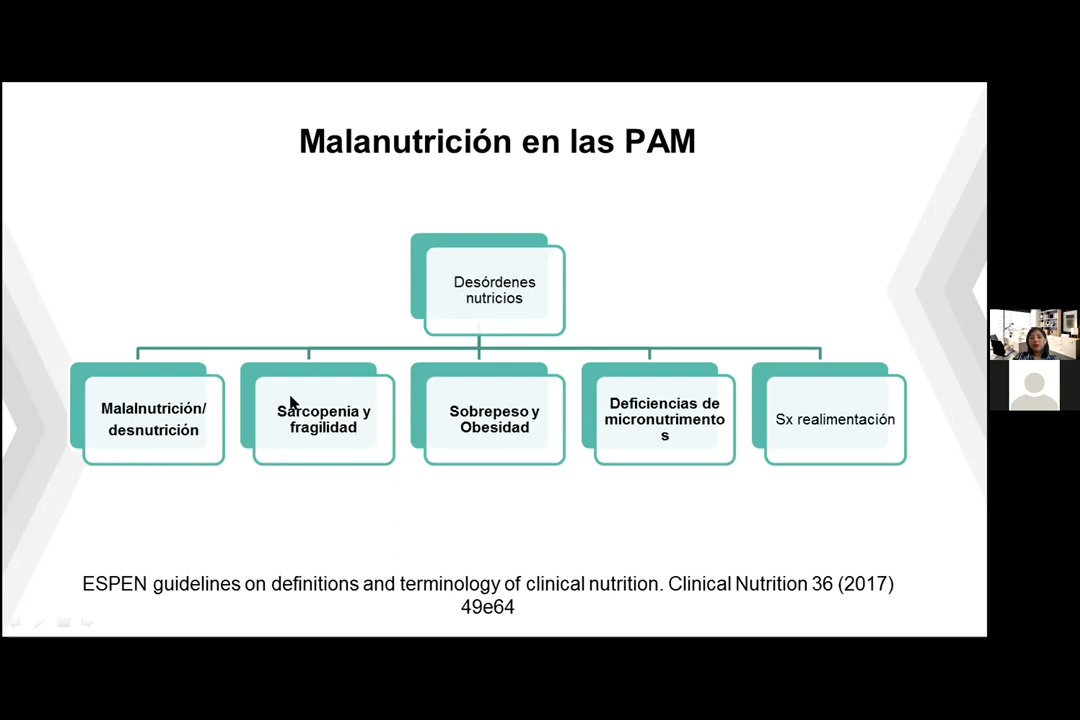 Malanutrición en las PAM
Desórdenes
nutricios
Malalnutrición/
desnutrición
Sarcopenia y
fragilidad
Sobrepeso y
Obesidad
Deficiencias de
micronutrimento
s
Sx realimentación
ESPEN guidelines on definitions and terminology of clinical nutrition. Clinical Nutrition 36 (2017)
49e64